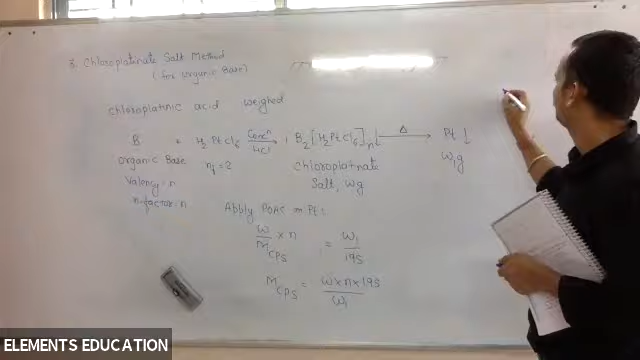 3. Chloroplatinate Salt Method
(for organic Base)
chloroplatinic acid weighed
B + H2PtCl6 Concn HCl B2[H2PtCl6]n↓ Δ Pt↓
organic Base nf = 2 Chloroplatinate W1g
Valency = n Salt, Wg
n-factor = n
Apply POAC on Pt:
W/MCPS × n = W1/195
MCPS = W×n×195/W1
ELEMENTS EDUCATION